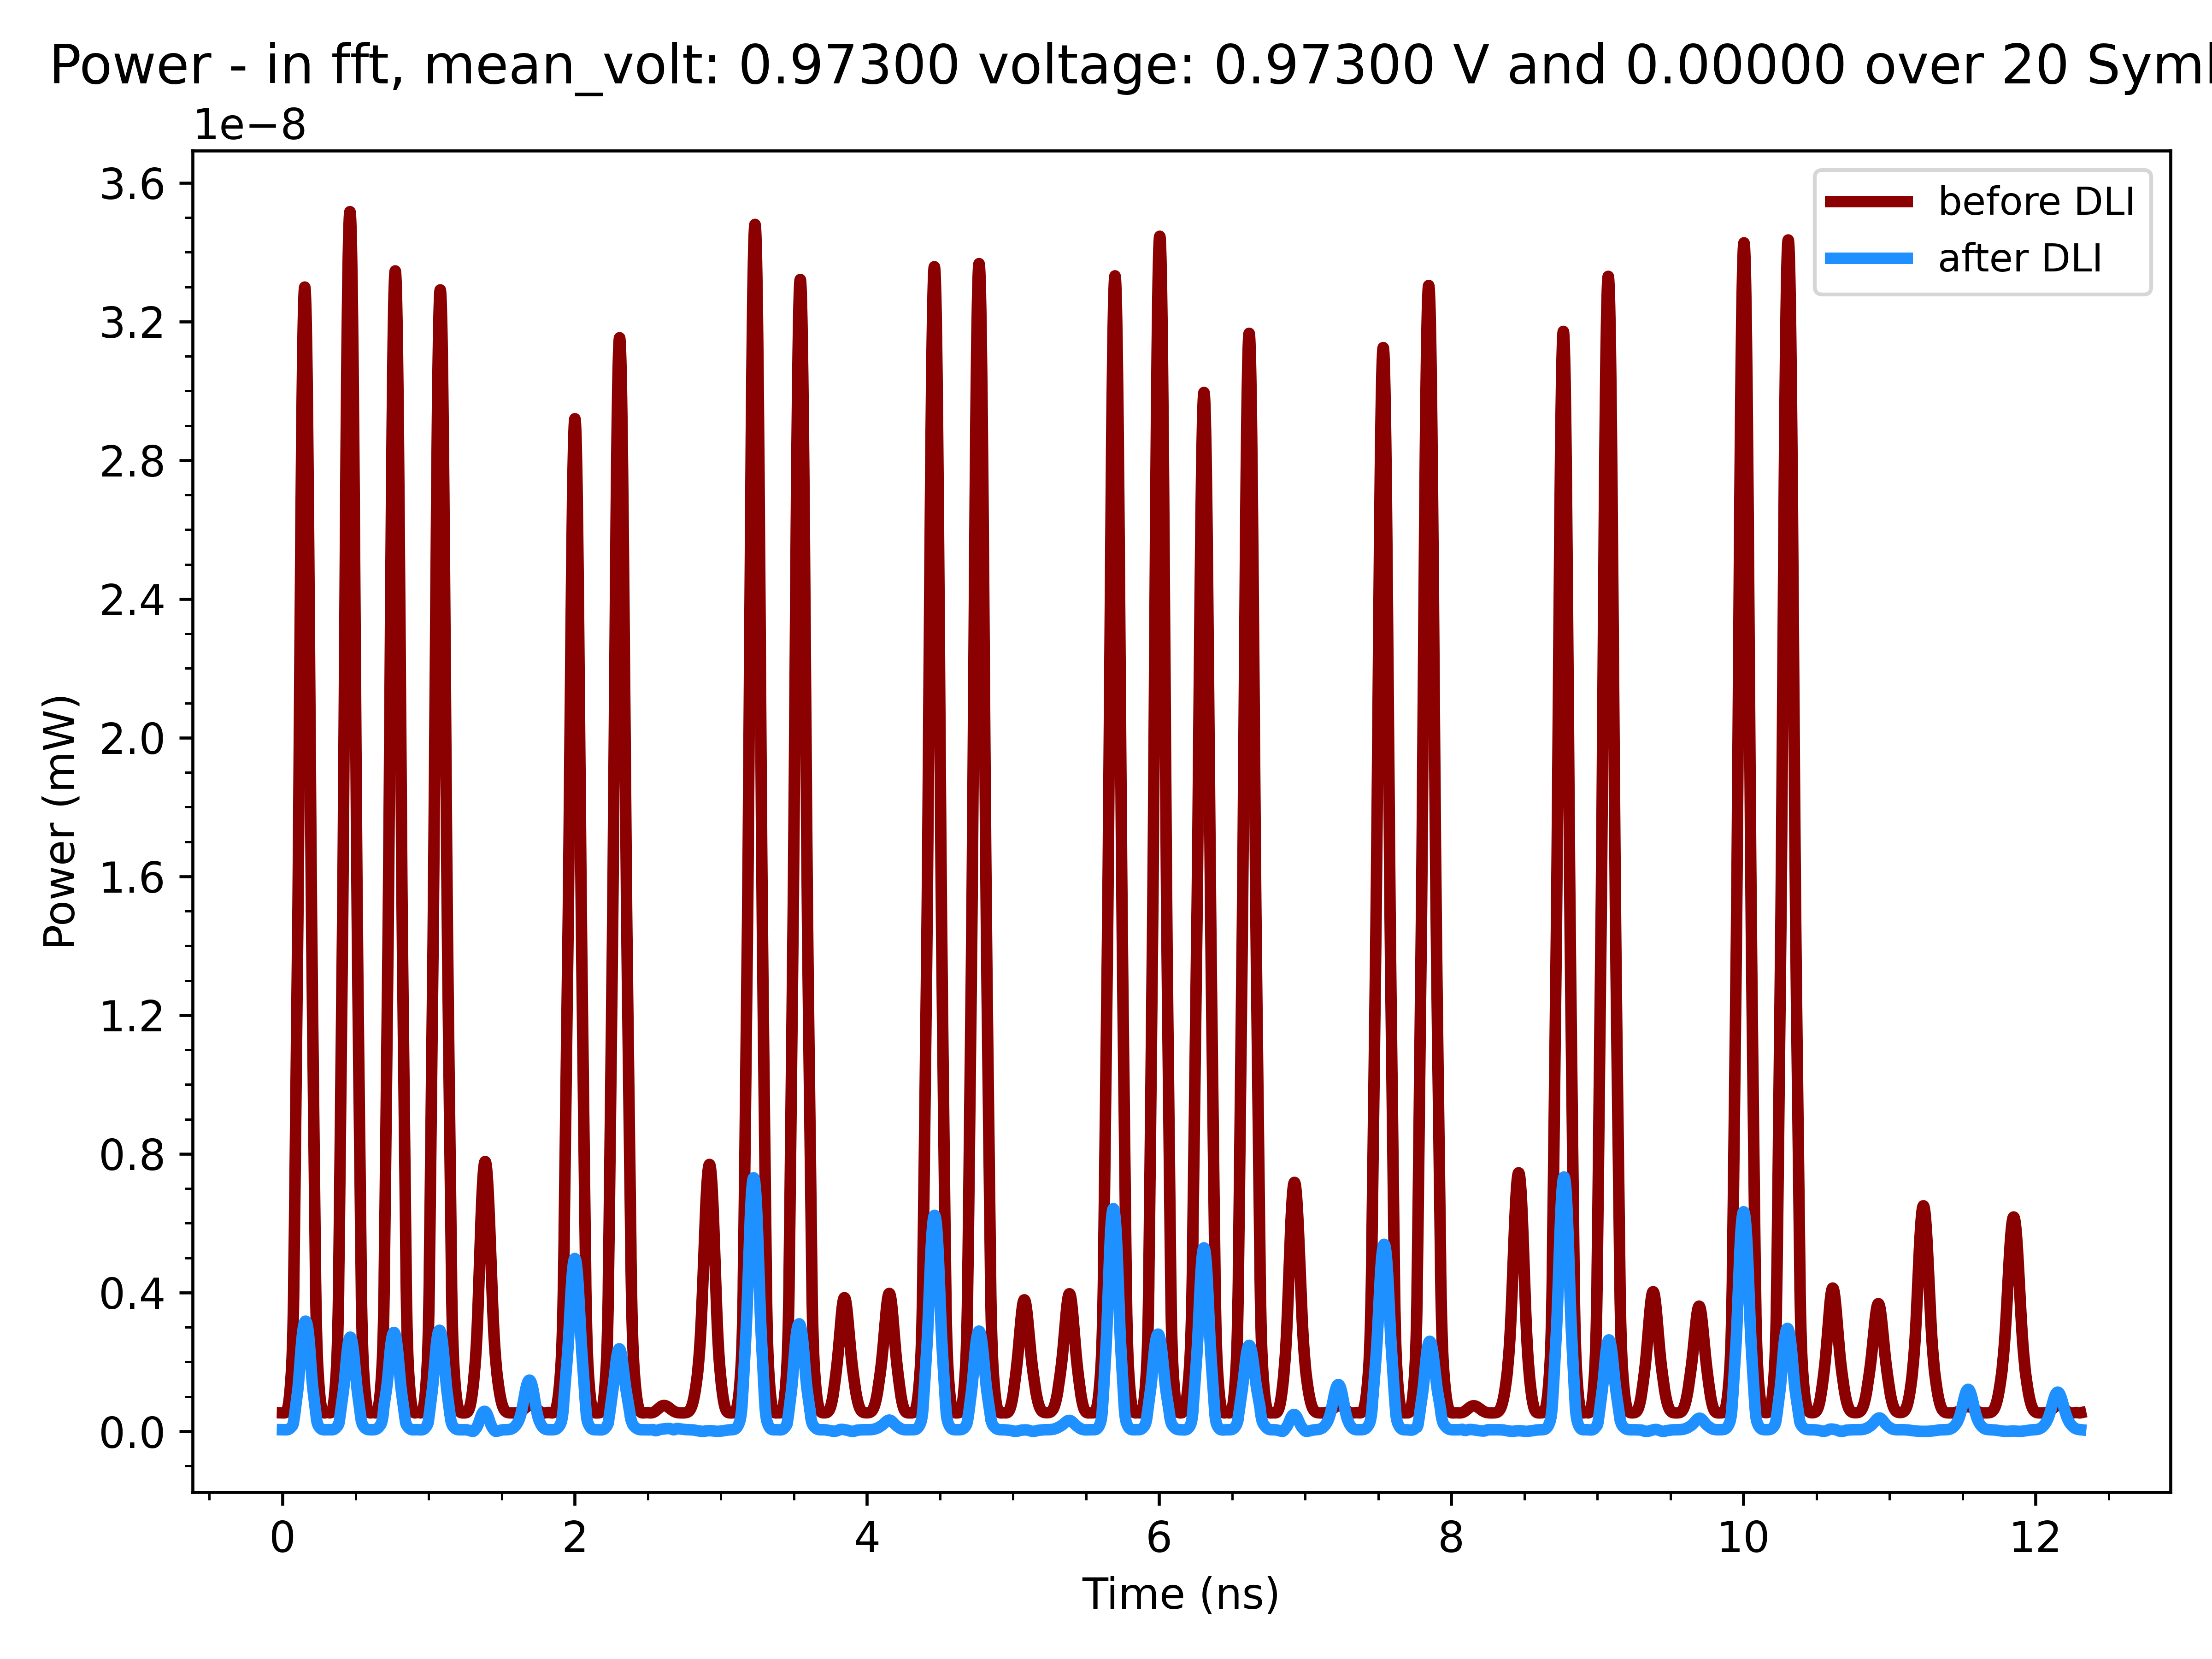 Power - in fft, mean_volt: 0.97300 voltage: 0.97300 V and 0.00000 over 20
1e−8
3.6
3.2
2.8
2.4
2.0
1.6
1.2
0.8
0.4
0.0
Power (mW)
before DLI
after DLI
0 2 4 6 8 10 12
Time (ns)